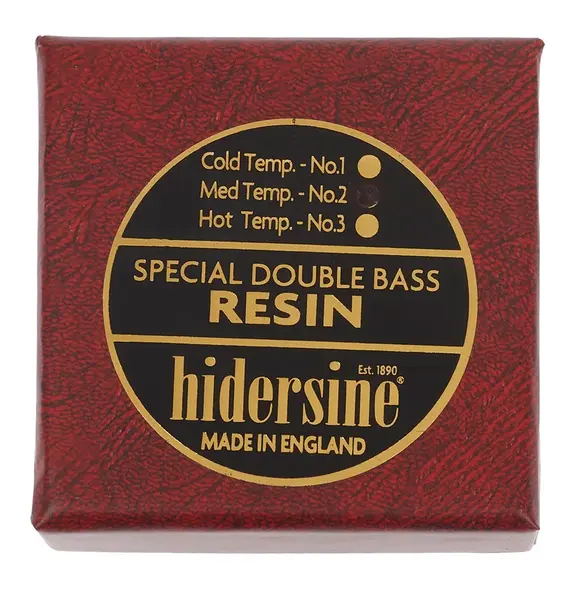 Cold Temp. - No.1
Med Temp. - No.2
Hot Temp. - No.3
SPECIAL DOUBLE BASS
RESIN
Est. 1890
hidersine®
MADE IN ENGLAND